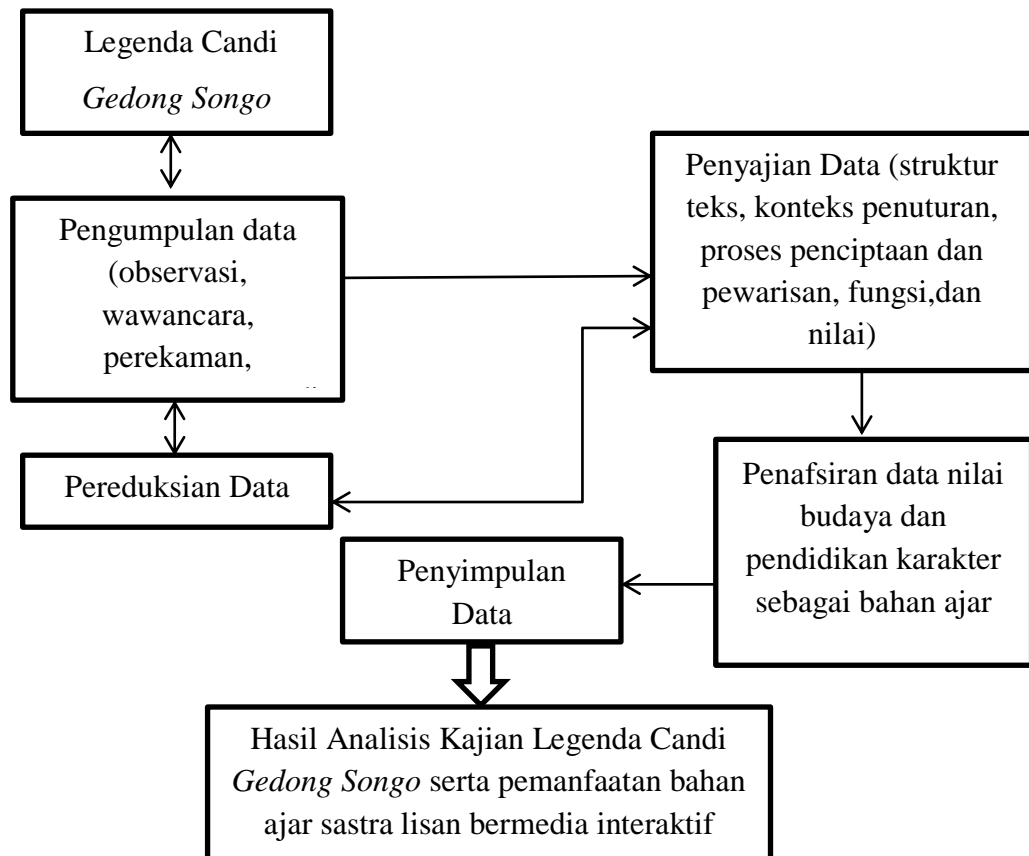 Legenda Candi
Gedong Songo
Pengumpulan data
(observasi,
wawancara,
perekaman,
Pereduksian Data
Penyajian Data (struktur
teks, konteks penuturan,
proses penciptaan dan
pewarisan, fungsi,dan
nilai)
Penafsiran data nilai
budaya dan
pendidikan karakter
sebagai bahan ajar
Penyimpulan
Data
Hasil Analisis Kajian Legenda Candi
Gedong Songo serta pemanfaatan bahan
ajar sastra lisan bermedia interaktif